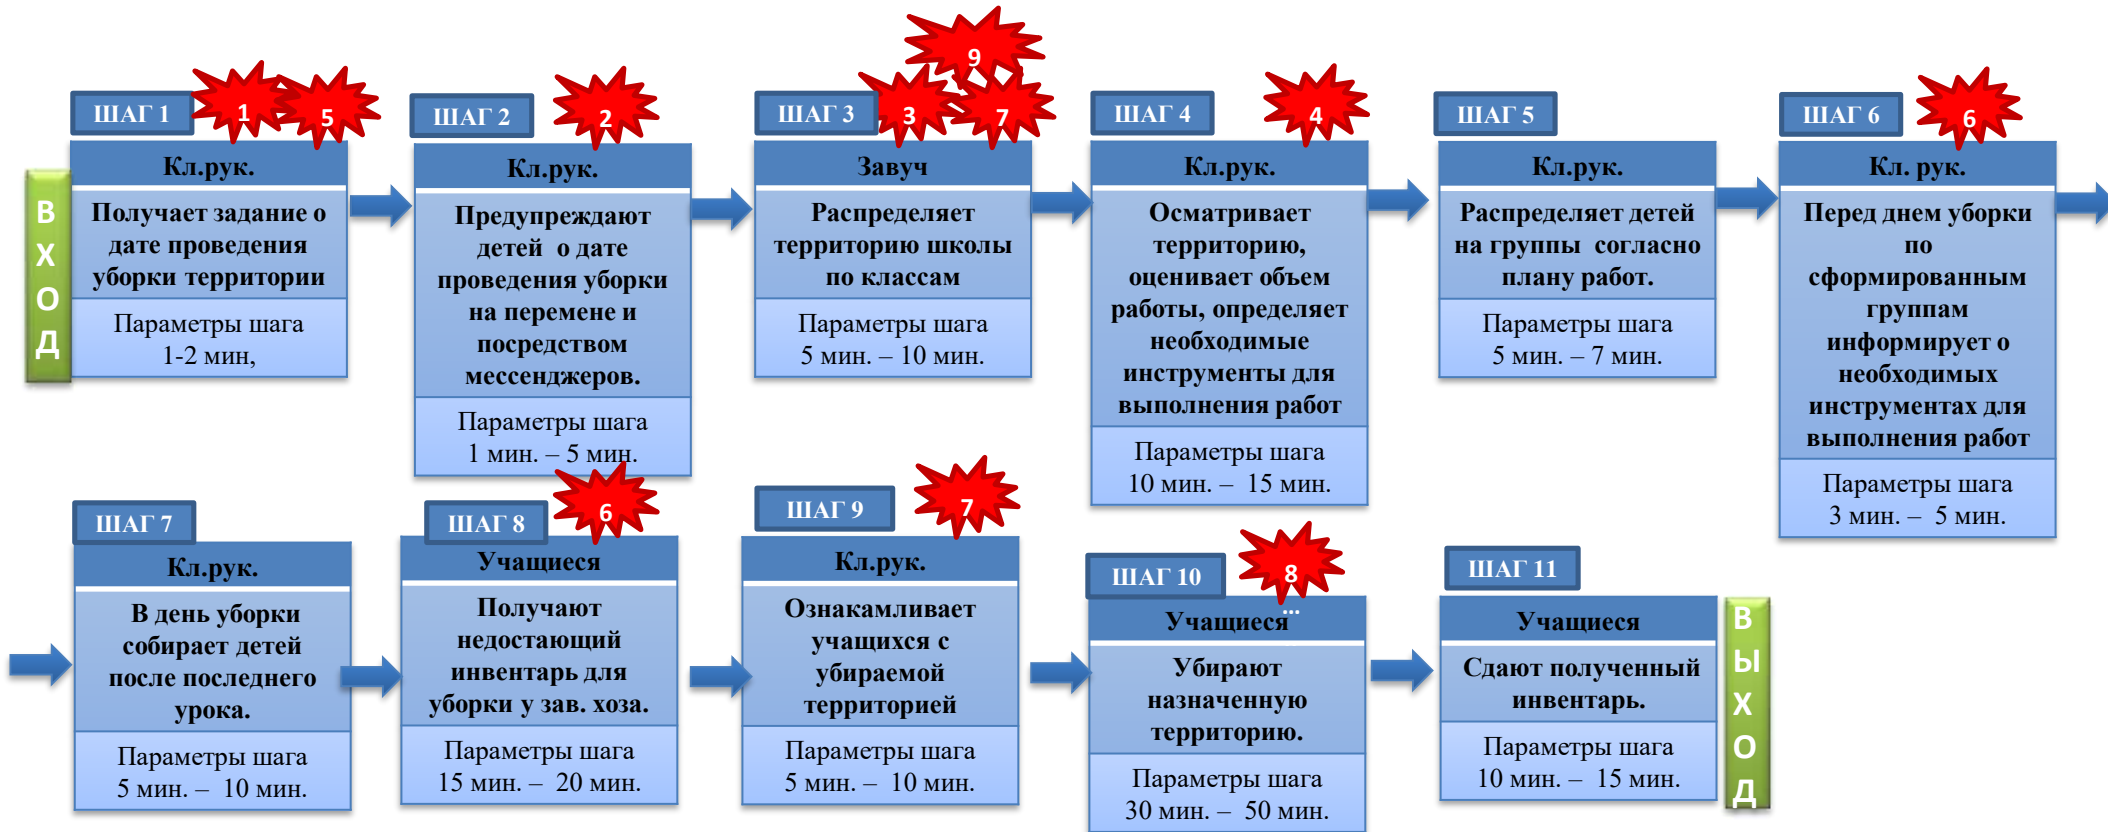 ВХОД
ШАГ 1
1
5
Кл.рук.
Получает задание о
дате проведения
уборки территории
Параметры шага
1-2 мин,
ШАГ 2
2
Кл.рук.
Предупреждают
детей о дате
проведения уборки
на перемене и
посредством
мессенджеров.
Параметры шага
1 мин. – 5 мин.
ШАГ 3
9
3
7
Завуч
Распределяет
территорию школы
по классам
Параметры шага
5 мин. – 10 мин.
ШАГ 4
4
Кл.рук.
Осматривает
территорию,
оценивает объем
работы, определяет
необходимые
инструменты для
выполнения работ
Параметры шага
10 мин. – 15 мин.
ШАГ 5
Кл.рук.
Распределяет детей
на группы согласно
плану работ.
Параметры шага
5 мин. – 7 мин.
ШАГ 6
6
Кл. рук.
Перед днем уборки
по
сформированным
группам
информирует о
необходимых
инструментах для
выполнения работ
Параметры шага
3 мин. – 5 мин.
ШАГ 7
Кл.рук.
В день уборки
собирает детей
после последнего
урока.
Параметры шага
5 мин. – 10 мин.
ШАГ 8
6
Учащиеся
Получают
недостающий
инвентарь для
уборки у зав. хоза.
Параметры шага
15 мин. – 20 мин.
ШАГ 9
7
Кл.рук.
Ознакамливает
учащихся с
убираемой
территорией
Параметры шага
5 мин. – 10 мин.
ШАГ 10
8
...
Учащиеся
Убирают
назначенную
территорию.
Параметры шага
30 мин. – 50 мин.
ШАГ 11
Учащиеся
Сдают полученный
инвентарь.
Параметры шага
10 мин. – 15 мин.
ВЫХОД